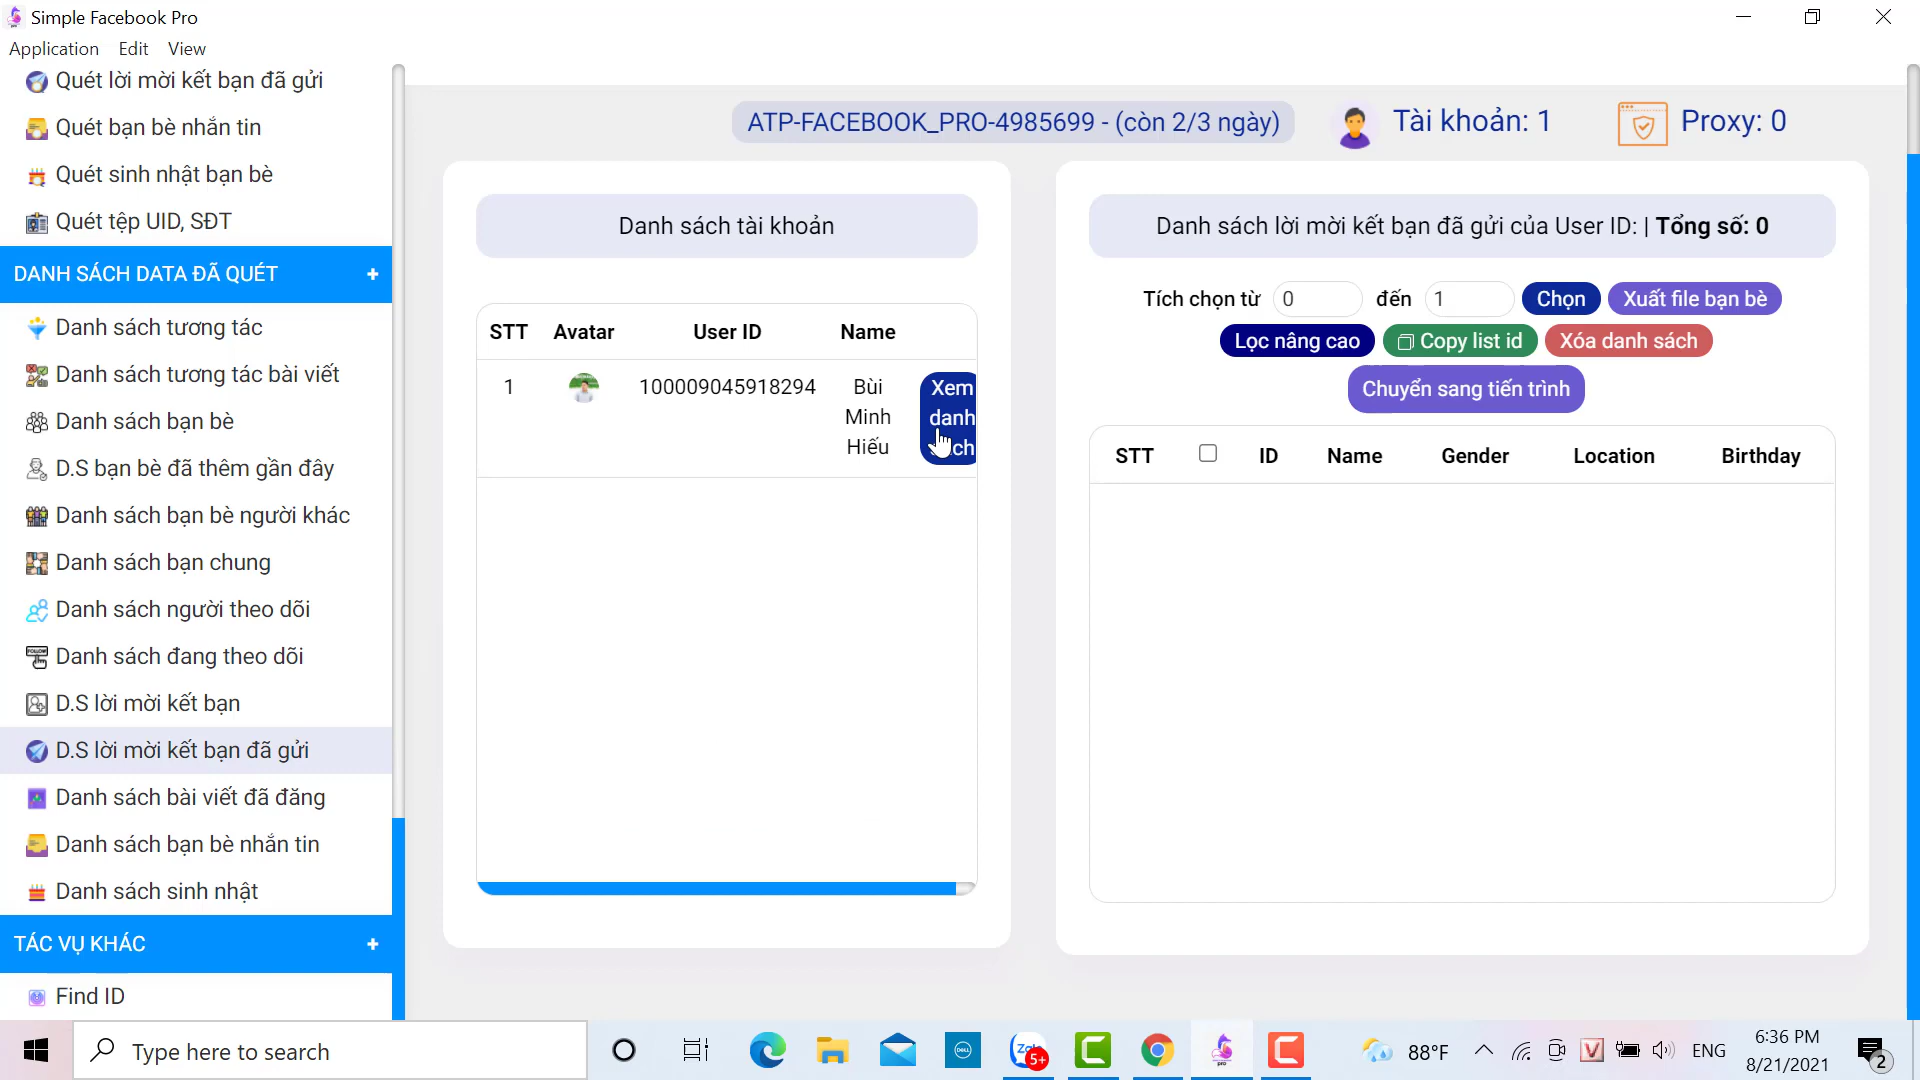 Simple Facebook Pro
Application Edit View
Quét lời mời kết bạn đã gửi
Quét bạn bè nhắn tin
Quét sinh nhật bạn bè
Quét tệp UID, SĐT
DANH SÁCH DATA ĐÃ QUÉT +
Danh sách tương tác
Danh sách tương tác bài viết
Danh sách bạn bè
D.S bạn bè đã thêm gần đây
Danh sách bạn bè người khác
Danh sách bạn chung
Danh sách người theo dõi
Danh sách đang theo dõi
D.S lời mời kết bạn
D.S lời mời kết bạn đã gửi
Danh sách bài viết đã đăng
Danh sách bạn bè nhắn tin
Danh sách sinh nhật
TÁC VỤ KHÁC +
Find ID
ATP-FACEBOOK_PRO-4985699 - (còn 2/3 ngày)
Tài khoản: 1
Proxy: 0
Danh sách tài khoản
STT Avatar User ID Name
1 100009045918294 Bùi
Minh
Hiếu
Xem
danh
Danh sách lời mời kết bạn đã gửi của User ID: | Tổng số: 0
Tích chọn từ 0 đến 1 Chọn Xuất file bạn bè
Lọc nâng cao Copy list id Xóa danh sách
Chuyển sang tiến trình
STT ID Name Gender Location Birthday
Type here to search
DELL
5+
pro
88°F
ENG
6:36 PM
8/21/2021
2